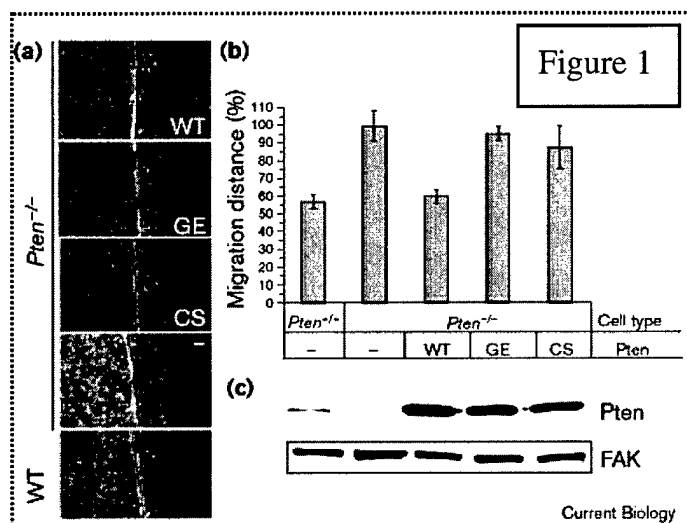 (a)
(b)
Figure 1
WT
GE
CS
–
Pten-/-
WT
Migration distance (%)
110
100
90
80
70
60
50
40
30
20
10
0
Pten+/+ Pten-/- Cell type
– – WT GE CS Pten
(c)
Pten
FAK
Current Biology